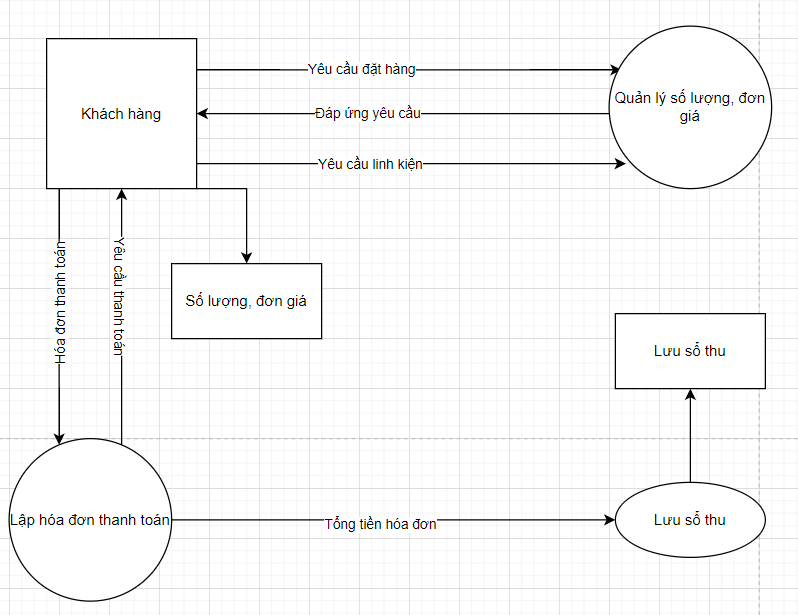 Yêu cầu đặt hàng
Khách hàng
Quản lý số lượng, đơn
giá
Đáp ứng yêu cầu
Yêu cầu linh kiện
Hóa đơn thanh toán
Yêu cầu thanh toán
Số lượng, đơn giá
Lưu sổ thu
Lập hóa đơn thanh toán
Tổng tiền hóa đơn
Lưu sổ thu